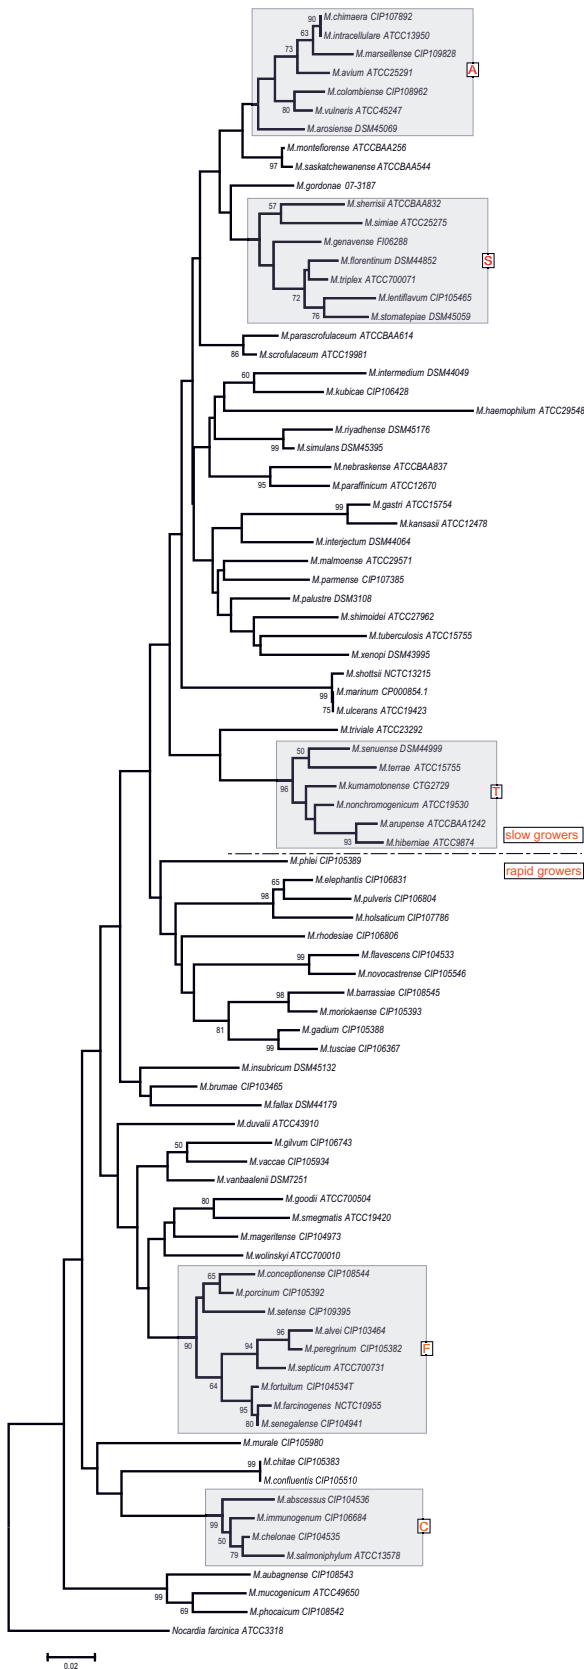 M.chimaera CIP107892
90
M.intracellulare ATCC13950
63
M.marseillense CIP109828
73
M.avium ATCC25291
A
M.colombiense CIP108962
80
M.vulneris ATCC45247
M.arosiense DSM45069
M.montefiorense ATCCBAA256
97
M.saskatchewanense ATCCBAA544
M.gordonae 07-3187
M.sherrisii ATCCBAA832
57
M.simiae ATCC25275
M.genavense FI06288
M.florentinum DSM44852
S
M.triplex ATCC700071
72
M.lentiflavum CIP105465
76
M.stomatepiae DSM45059
M.parascrofulaceum ATCCBAA614
86
M.scrofulaceum ATCC19981
M.intermedium DSM44049
60
M.kubicae CIP106428
M.haemophilum ATCC29548
M.riyadhense DSM45176
99
M.simulans DSM45395
M.nebraskense ATCCBAA837
95
M.paraffinicum ATCC12670
M.gastri ATCC15754
99
M.kansasii ATCC12478
M.interjectum DSM44064
M.malmoense ATCC29571
M.parmense CIP107385
M.palustre DSM3108
M.shimoidei ATCC27962
M.tuberculosis ATCC15755
M.xenopi DSM43995
M.shottsii NCTC13215
99
M.marinum CP000854.1
75
M.ulcerans ATCC19423
M.triviale ATCC23292
M.senuense DSM44999
50
M.terrae ATCC15755
96
M.kumamotonense CTG2729
T
M.nonchromogenicum ATCC19530
M.arupense ATCCBAA1242
93
M.hiberniae ATCC9874
slow growers
rapid growers
M.phlei CIP105389
M.elephantis CIP106831
65
98
M.pulveris CIP106804
M.holsaticum CIP107786
M.rhodesiae CIP106806
M.flavescens CIP104533
99
M.novocastrense CIP105546
M.barrassiae CIP108545
98
M.moriokaense CIP105393
81
M.gadium CIP105388
99
M.tusciae CIP106367
M.insubricum DSM45132
M.brumae CIP103465
M.fallax DSM44179
M.duvalii ATCC43910
M.gilvum CIP106743
50
M.vaccae CIP105934
M.vanbaalenii DSM7251
M.goodii ATCC700504
80
M.smegmatis ATCC19420
M.mageritense CIP104973
M.wolinskyi ATCC700010
M.conceptionense CIP108544
65
M.porcinum CIP105392
M.setense CIP109395
M.alvei CIP103464
96
90
94
M.peregrinum CIP105382
F
M.septicum ATCC700731
64
M.fortuitum CIP104534T
95
M.farcinogenes NCTC10955
80
M.senegalense CIP104941
M.murale CIP105980
M.chitae CIP105383
99
M.confluentis CIP105510
M.abscessus CIP104536
99
M.immunogenum CIP106684
C
50
M.chelonae CIP104535
79
M.salmoniphylum ATCC13578
M.aubagnense CIP108543
99
M.mucogenicum ATCC49650
69
M.phocaicum CIP108542
Nocardia farcinica ATCC3318
0.02